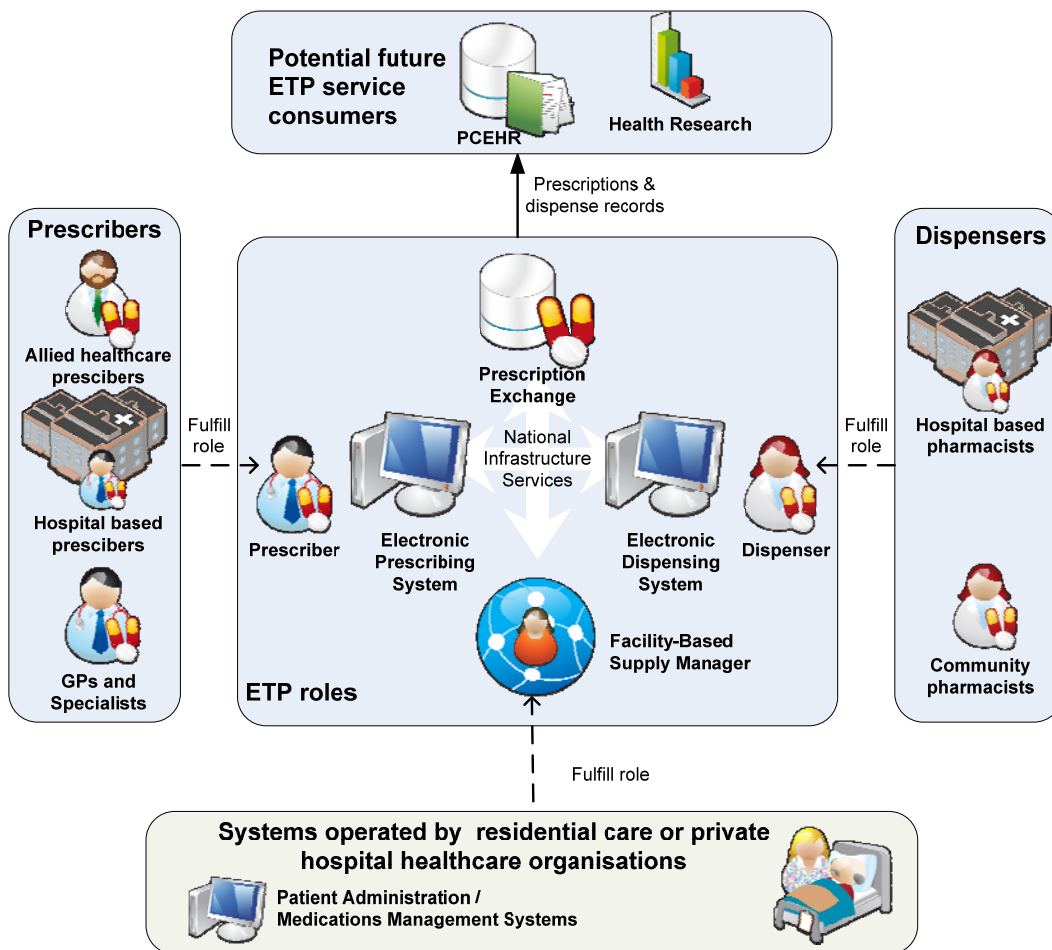 Potential future
ETP service
consumers
PCEHR
Health Research
Prescriptions &
dispense records
Prescribers
Allied healthcare
prescibers
Hospital based
prescibers
GPs and
Specialists
Fulfill
role
Prescription
Exchange
National
Infrastructure
Services
Prescriber
Electronic
Prescribing
System
Electronic
Dispensing
System
Dispenser
Facility-Based
Supply Manager
ETP roles
Fulfill
role
Dispensers
Hospital based
pharmacists
Community
pharmacists
Fulfill role
Systems operated by residential care or private
hospital healthcare organisations
Patient Administration /
Medications Management Systems